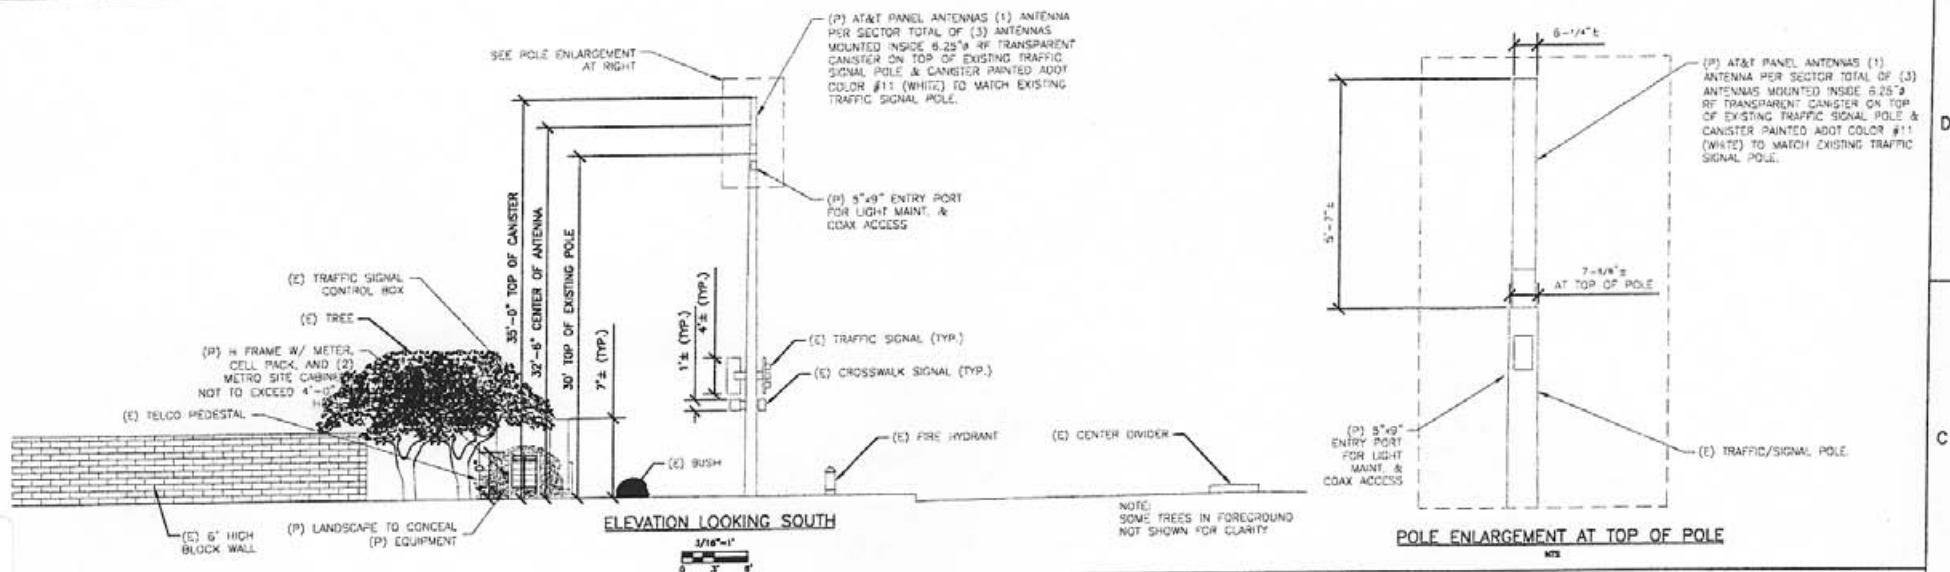 (P) AT&T PANEL ANTENNAS (1) ANTENNA
PER SECTOR TOTAL OF (3) ANTENNAS
MOUNTED INSIDE 6.25"ø RF TRANSPARENT
CANISTER ON TOP OF EXISTING TRAFFIC
SIGNAL POLE & CANISTER PAINTED ADOT
COLOR #11 (WHITE) TO MATCH EXISTING
TRAFFIC SIGNAL POLE.
SEE POLE ENLARGEMENT
AT RIGHT
(P) 5"x9" ENTRY PORT
FOR LIGHT MAINT. &
COAX ACCESS
35'-0" TOP OF CANISTER
32'-6" CENTER OF ANTENNA
30' TOP OF EXISTING POLE
7'± (TYP.)
1'± (TYP.)
4'± (TYP.)
(E) TRAFFIC SIGNAL
CONTROL BOX
(E) TREE
(P) H FRAME W/ METER,
CELL PACK, AND (2)
METRO SITE
NOT TO EXCEED 4'-0"
(E) TELCO PEDESTAL
(E) TRAFFIC SIGNAL (TYP.)
(E) CROSSWALK SIGNAL (TYP.)
(E) BUSH
(E) FIRE HYDRANT
(E) CENTER DIVIDER
(E) 6' HIGH
BLOCK WALL
(P) LANDSCAPE TO CONCEAL
(P) EQUIPMENT
ELEVATION LOOKING SOUTH
3/16"=1'
0 3'
NOTE:
SOME TREES IN FOREGROUND
NOT SHOWN FOR CLARITY
6-1/4"±
(P) AT&T PANEL ANTENNAS (1)
ANTENNA PER SECTOR TOTAL OF (3)
ANTENNAS MOUNTED INSIDE 6.25"ø
RF TRANSPARENT CANISTER ON TOP
OF EXISTING TRAFFIC SIGNAL POLE &
CANISTER PAINTED ADOT COLOR #11
(WHITE) TO MATCH EXISTING TRAFFIC
SIGNAL POLE.
5'-7"±
AT TOP OF POLE
(P) 5"x9"
ENTRY PORT
FOR LIGHT
MAINT. &
COAX ACCESS
(E) TRAFFIC/SIGNAL POLE
POLE ENLARGEMENT AT TOP OF POLE
NTS
D
C